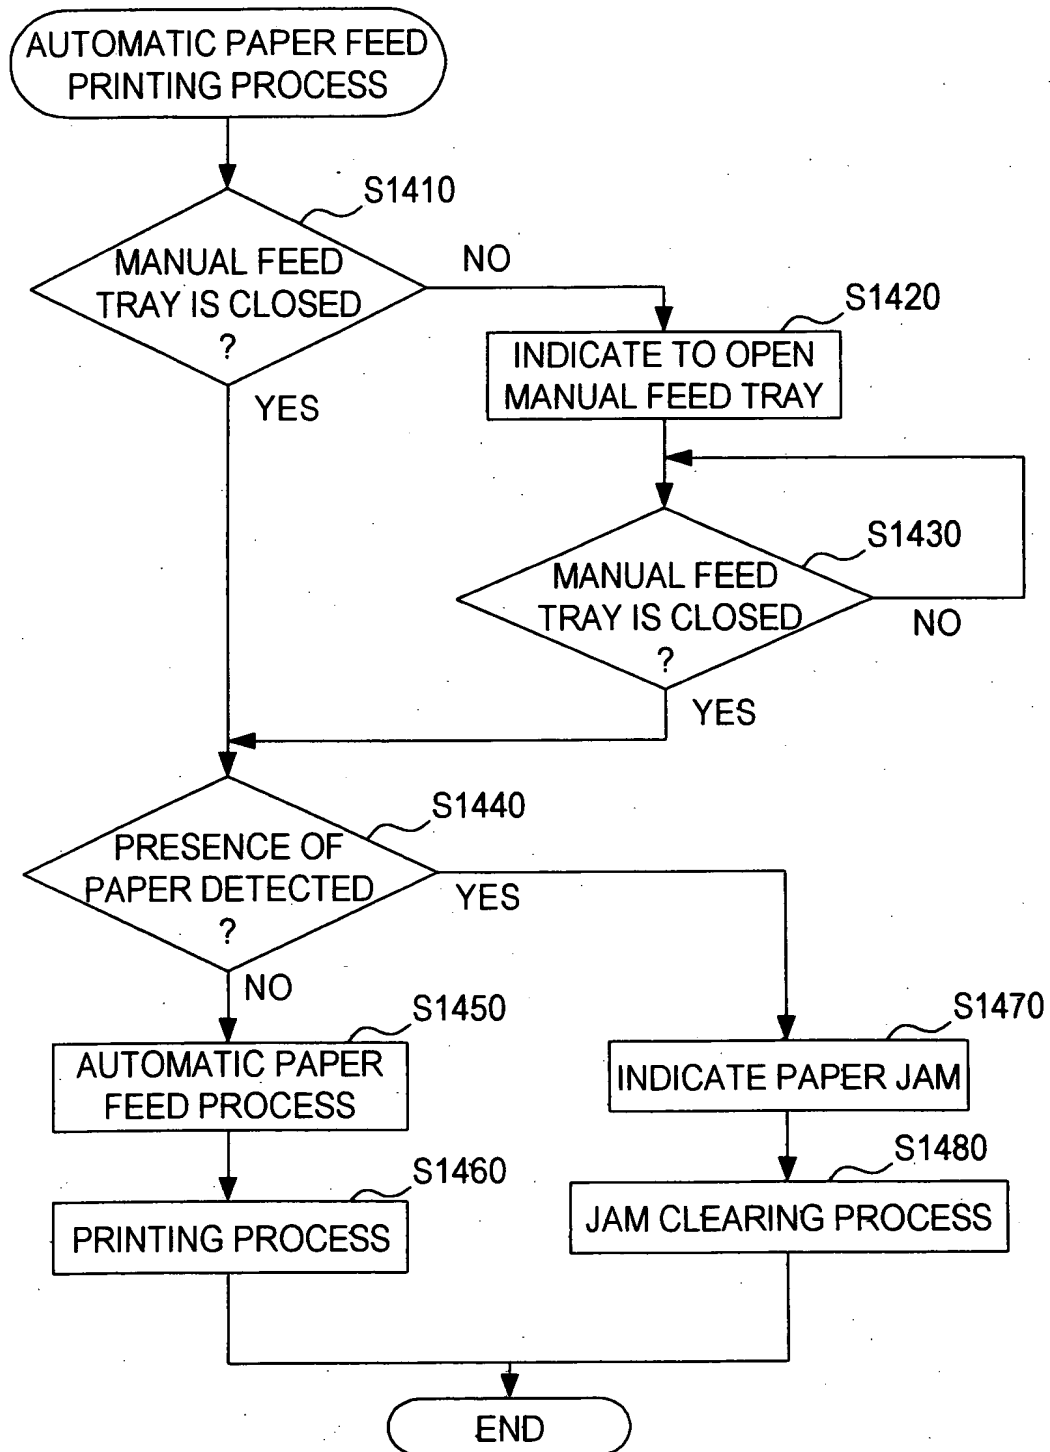 AUTOMATIC PAPER FEED
PRINTING PROCESS
S1410
MANUAL FEED
TRAY IS CLOSED
?
NO
YES
S1420
INDICATE TO OPEN
MANUAL FEED TRAY
S1430
MANUAL FEED
TRAY IS CLOSED
?
NO
YES
S1440
PRESENCE OF
PAPER DETECTED
?
YES
NO
S1450
AUTOMATIC PAPER
FEED PROCESS
S1470
INDICATE PAPER JAM
S1460
PRINTING PROCESS
S1480
JAM CLEARING PROCESS
END